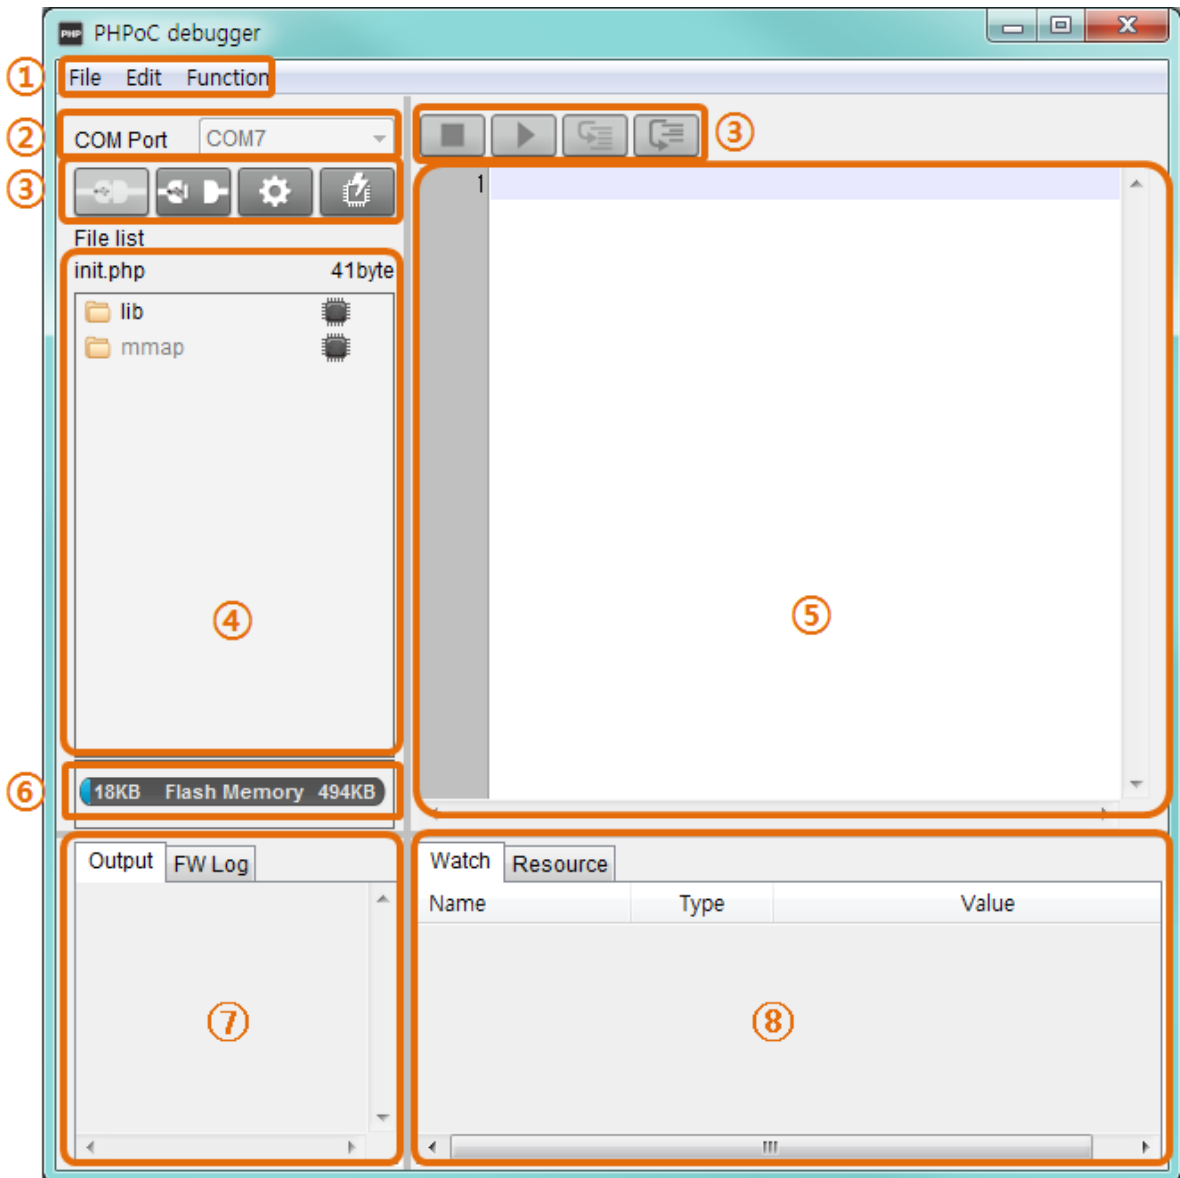 PHP PHPoC debugger
① File Edit Function
② COM Port COM7
③
③
File list
init.php 41byte
1
lib
mmap
④
⑤
⑥ 18KB Flash Memory 494KB
Output FW Log
Watch Resource
Name Type Value
⑦
⑧